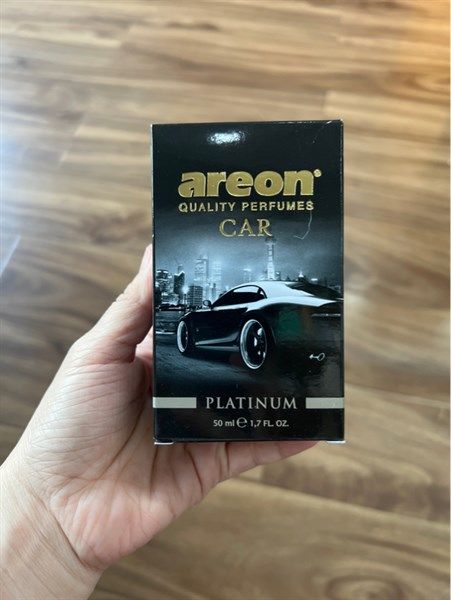 areon®
QUALITY PERFUMES
CAR
PLATINUM
50 ml ℮ 1,7 FL. OZ.